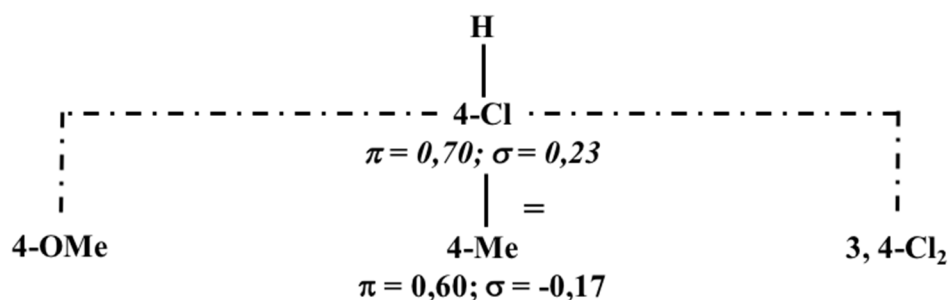 H
4-Cl
π = 0,70; σ = 0,23
=
4-OMe 4-Me 3, 4-Cl₂
π = 0,60; σ = -0,17